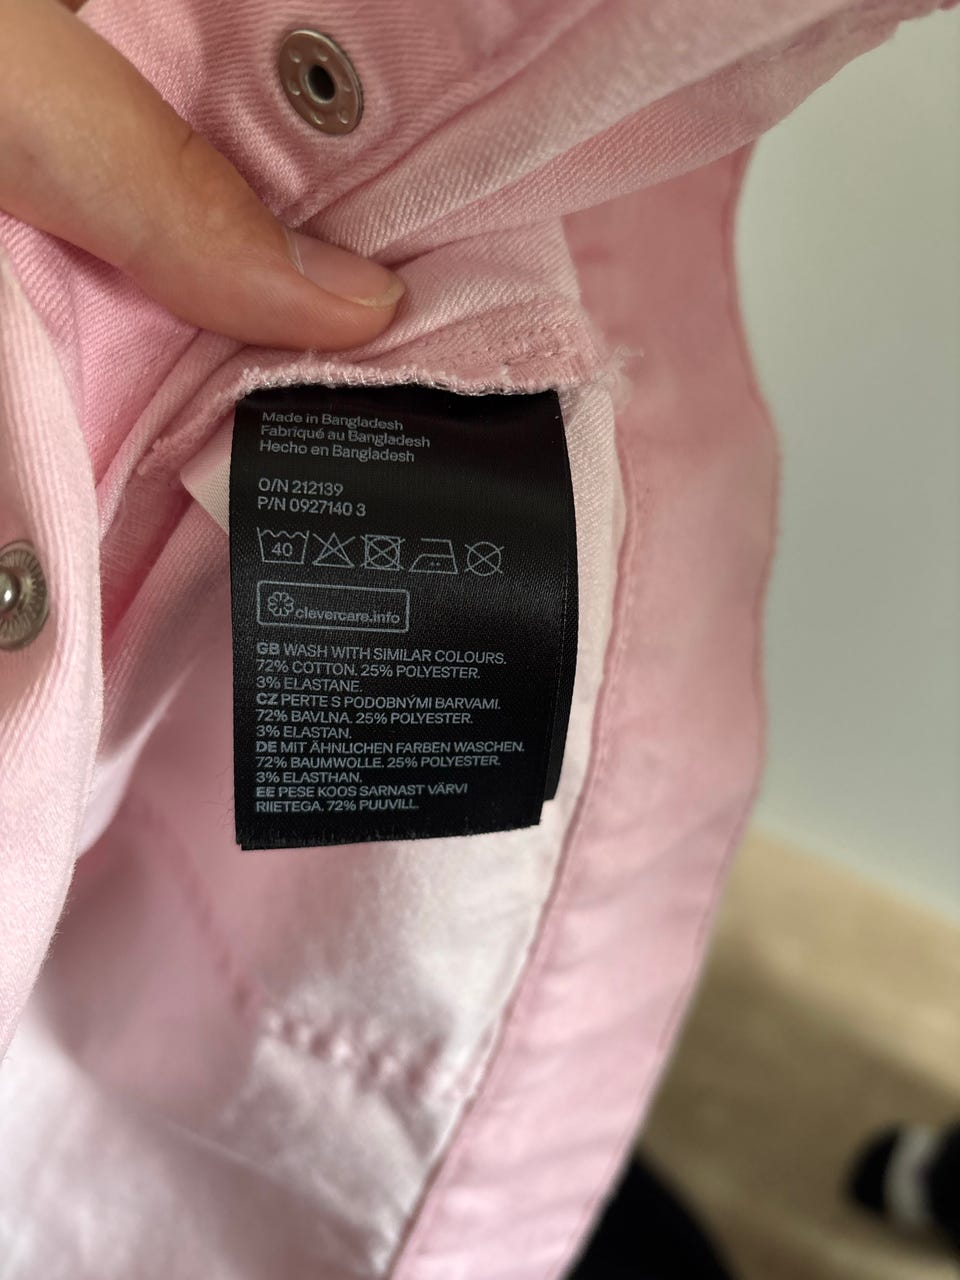 Made in Bangladesh
Fabriqué au Bangladesh
Hecho en Bangladesh
O/N 212139
P/N 0927140 3
40
clevercare.info
GB WASH WITH SIMILAR COLOURS.
72% COTTON. 25% POLYESTER.
3% ELASTANE.
CZ PERTE S PODOBNÝMI BARVAMI.
72% BAVLNA. 25% POLYESTER.
3% ELASTAN.
DE MIT ÄHNLICHEN FARBEN WASCHEN.
72% BAUMWOLLE. 25% POLYESTER.
3% ELASTHAN.
EE PESE KOOS SARNAST VÄRVI
RIIETEGA. 72% PUUVILL.